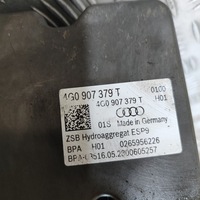 4G0 907 379 T 0100
4G0 907 379 T H01
01S Made in Germany
ZSB Hydroaggregat ESP9
BPA H01 0265956226